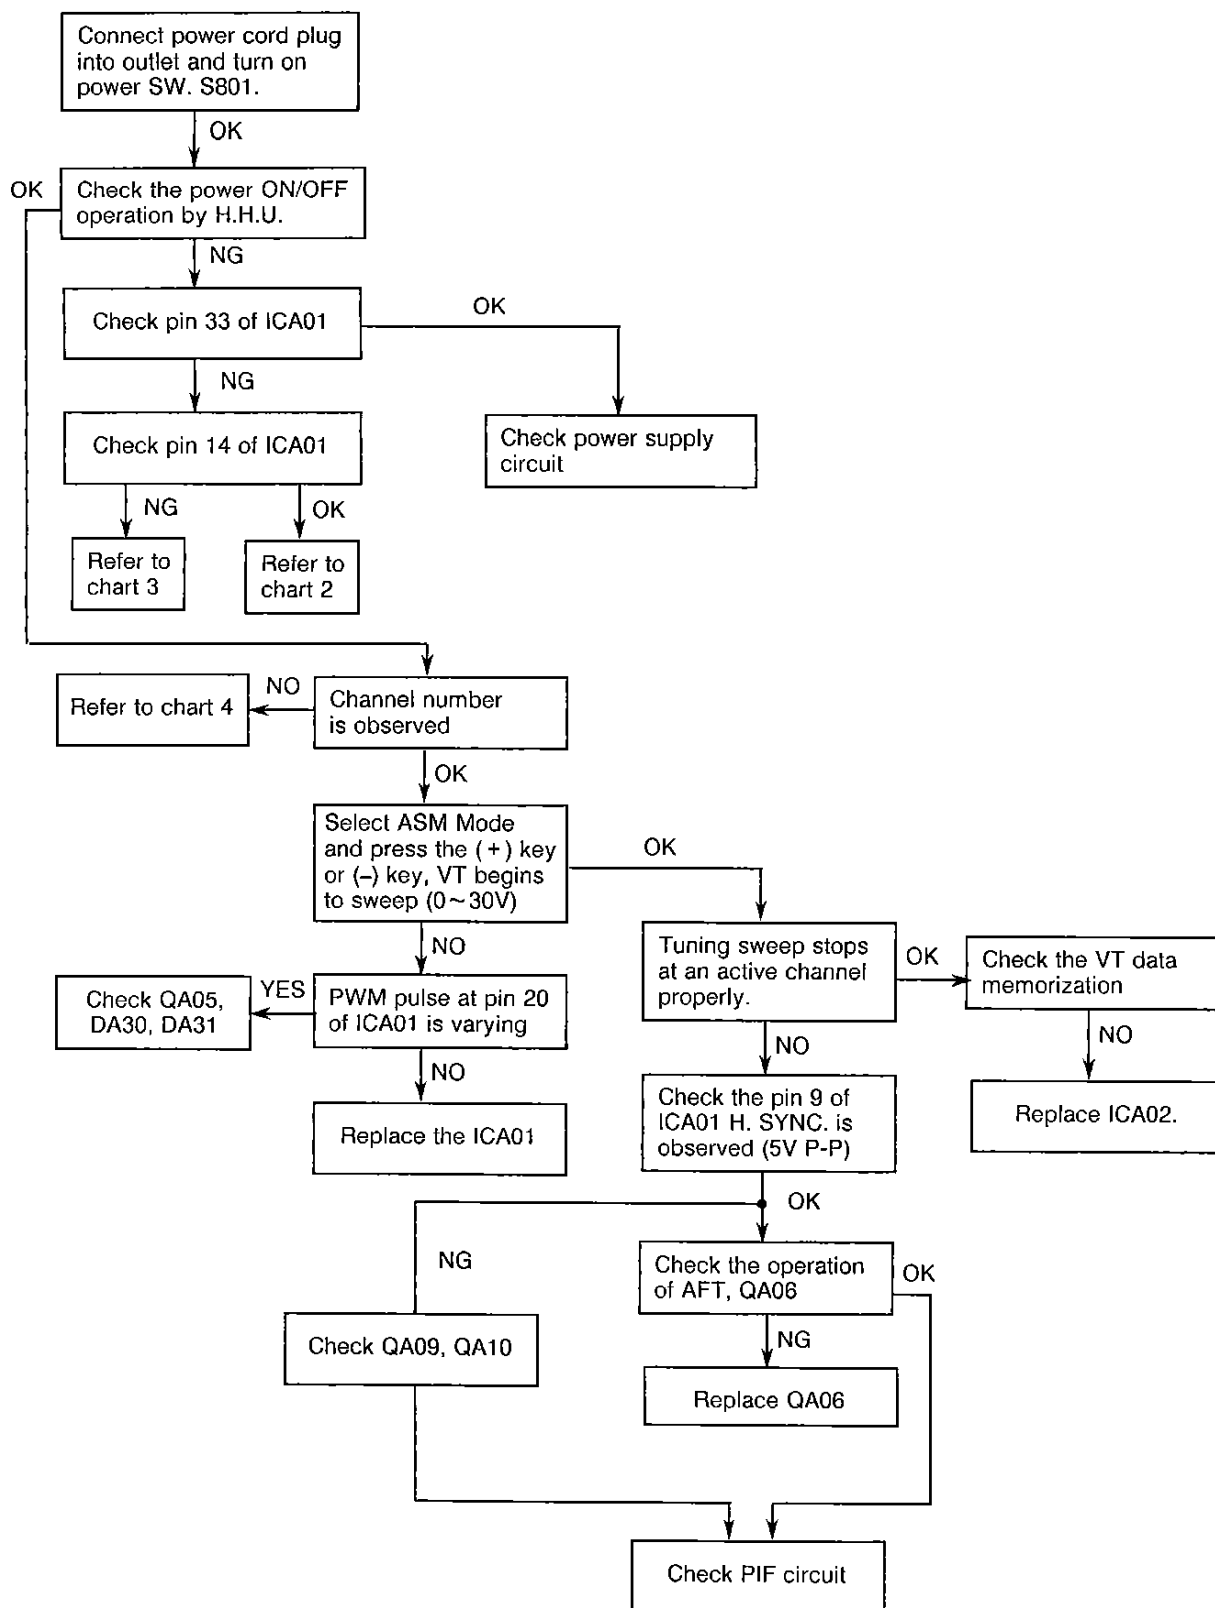 Connect power cord plug
into outlet and turn on
power SW. S801.
OK
OK
Check the power ON/OFF
operation by H.H.U.
NG
Check pin 33 of ICA01
OK
NG
Check pin 14 of ICA01
Check power supply
circuit
NG
OK
Refer to
chart 3
Refer to
chart 2
NO
Refer to chart 4
Channel number
is observed
OK
Select ASM Mode
and press the (+) key
or (–) key, VT begins
to sweep (0~30V)
OK
NO
Tuning sweep stops
at an active channel
properly.
OK
Check the VT data
memorization
YES
Check QA05,
DA30, DA31
PWM pulse at pin 20
of ICA01 is varying
NO
NO
NO
Replace the ICA01
Check the pin 9 of
ICA01 H. SYNC. is
observed (5V P-P)
Replace ICA02.
OK
NG
Check the operation
of AFT, QA06
OK
Check QA09, QA10
NG
Replace QA06
Check PIF circuit